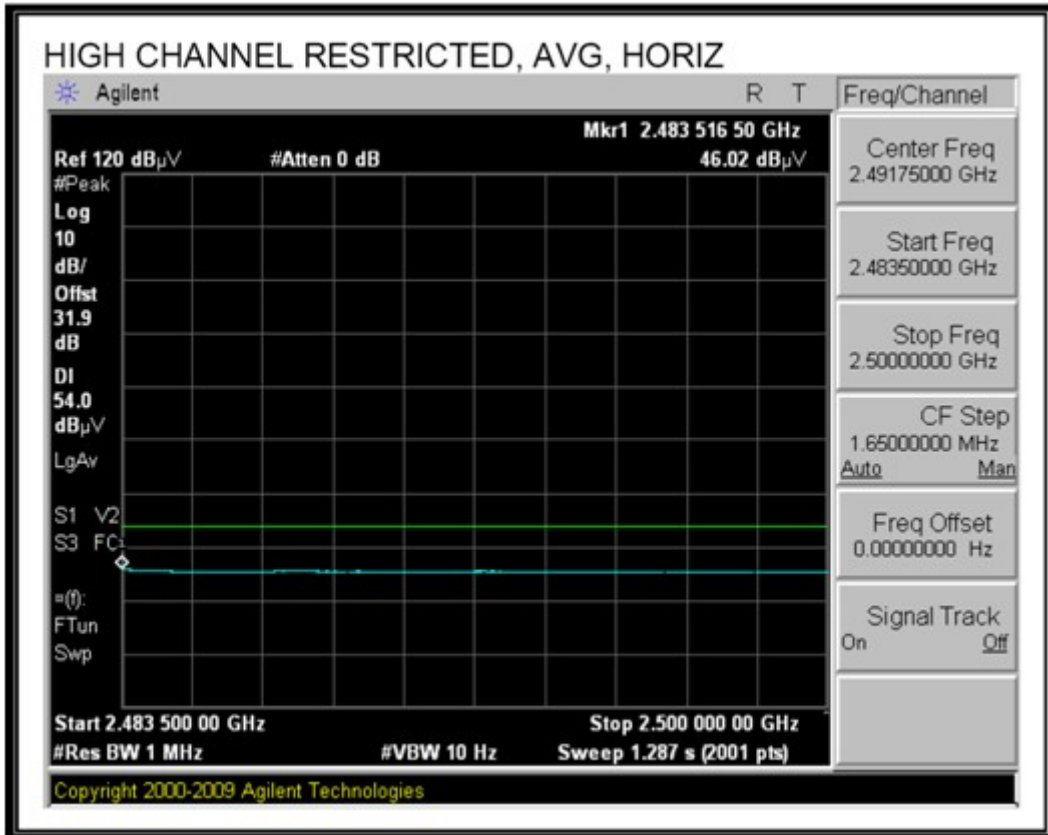 HIGH CHANNEL RESTRICTED, AVG, HORIZ
Agilent R T Freq/Channel
Mkr1 2.483 516 50 GHz
Ref 120 dBµV #Atten 0 dB 46.02 dBµV
#Peak
Log
10
dB/
Offst
31.9
dB
DI
54.0
dBµV
LgAv
S1 V2
S3 FC
¤(f):
FTun
Swp
Start 2.483 500 00 GHz Stop 2.500 000 00 GHz
#Res BW 1 MHz #VBW 10 Hz Sweep 1.287 s (2001 pts)
Center Freq
2.49175000 GHz
Start Freq
2.48350000 GHz
Stop Freq
2.50000000 GHz
CF Step
1.65000000 MHz
Auto Man
Freq Offset
0.00000000 Hz
Signal Track
On Off
Copyright 2000-2009 Agilent Technologies